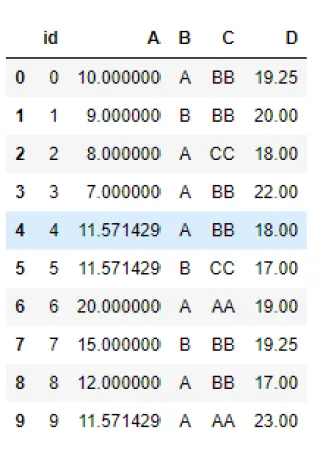 id A B C D
0 0 10.000000 A BB 19.25
1 1 9.000000 B BB 20.00
2 2 8.000000 A CC 18.00
3 3 7.000000 A BB 22.00
4 4 11.571429 A BB 18.00
5 5 11.571429 B CC 17.00
6 6 20.000000 A AA 19.00
7 7 15.000000 B BB 19.25
8 8 12.000000 A BB 17.00
9 9 11.571429 A AA 23.00